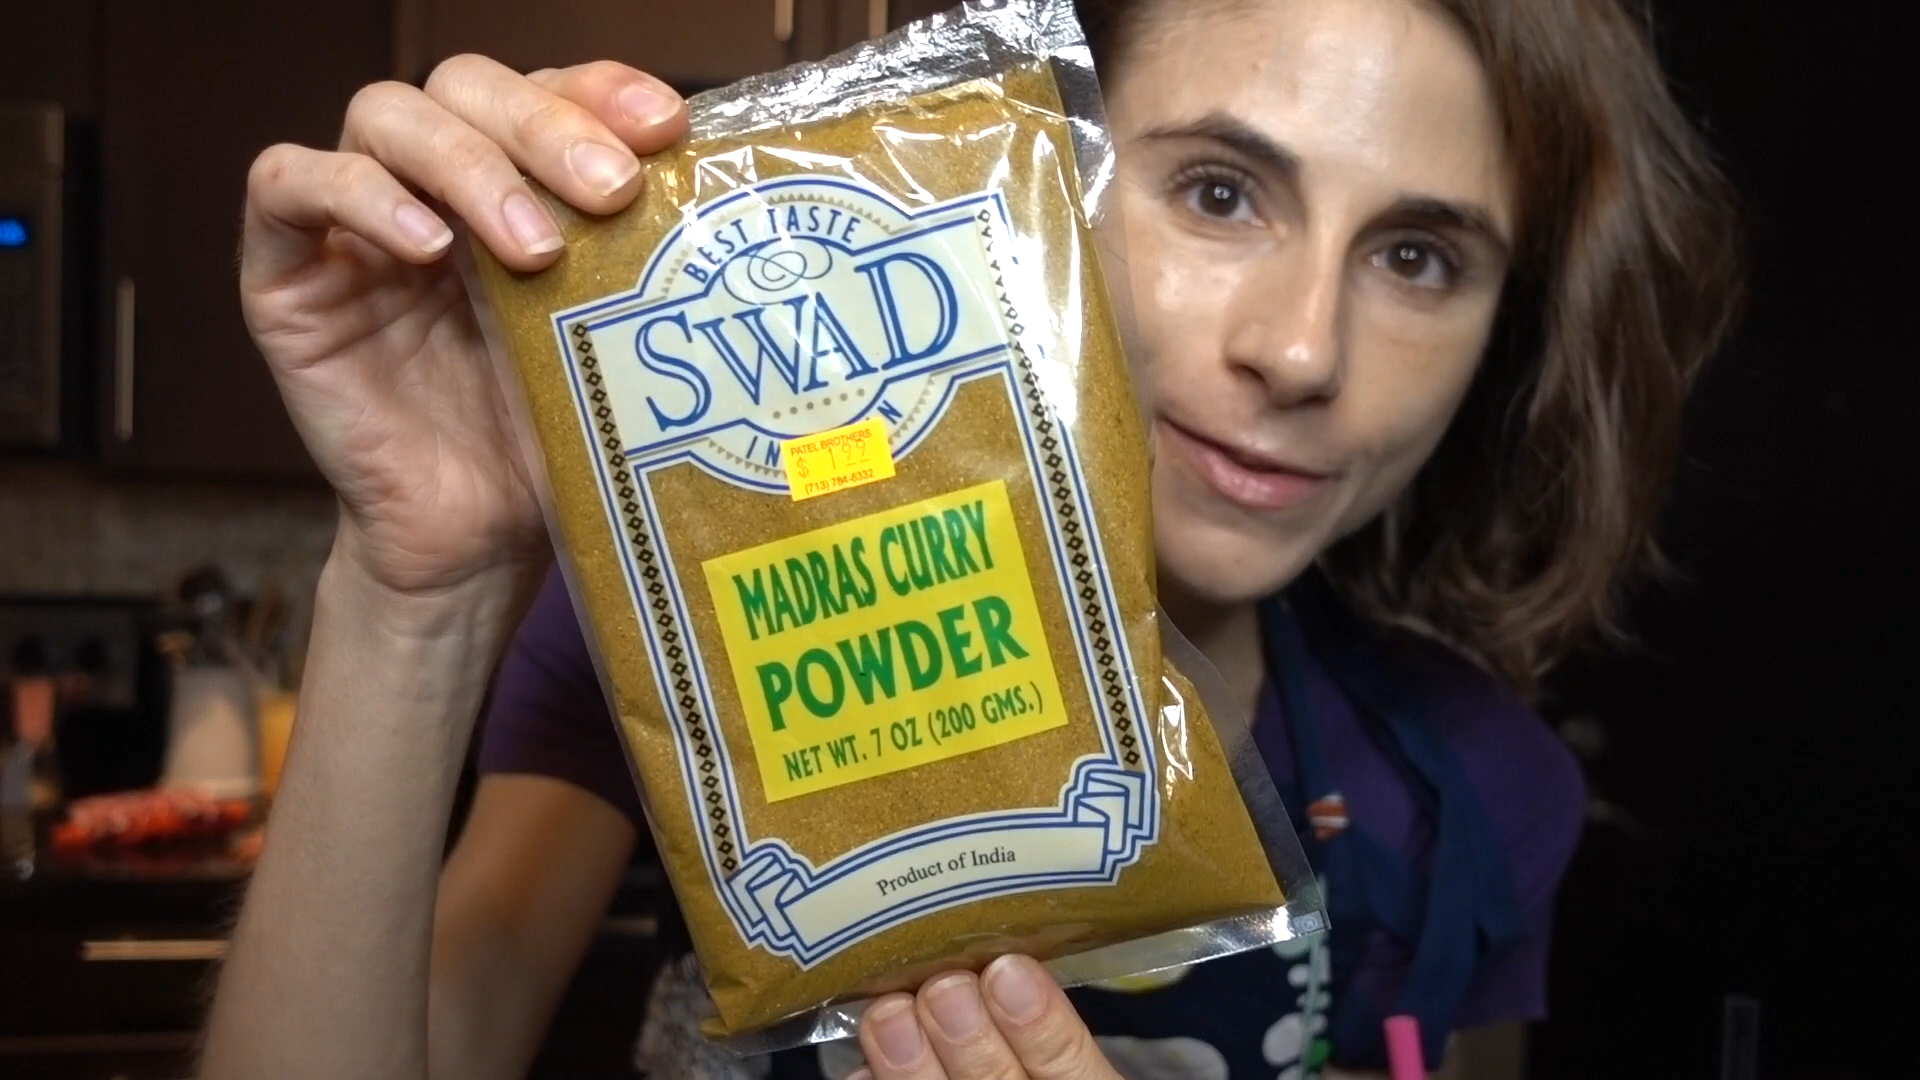 BEST TASTE
SWAD
IN
N
PATEL BROTHERS
$ 1.99
(713) 784-8332
MADRAS CURRY
POWDER
NET WT. 7 OZ (200 GMS.)
Product of India